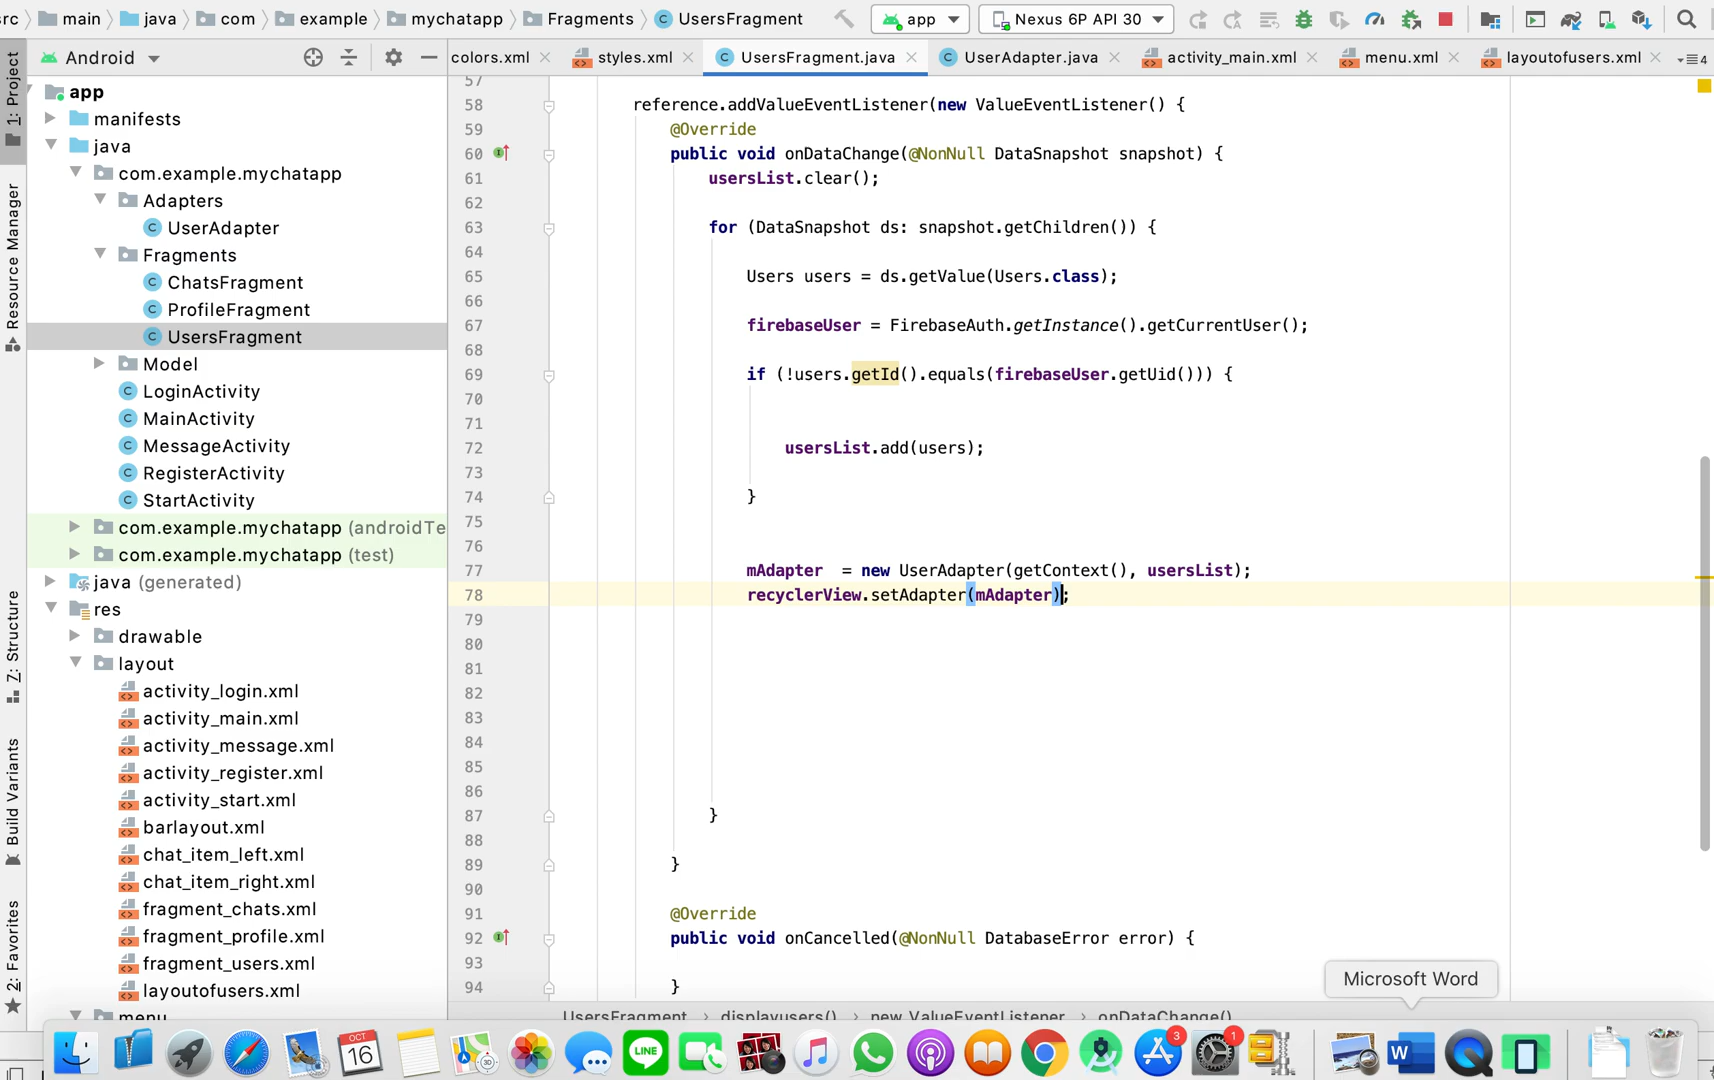 src main java com example mychatapp Fragments UsersFragment app Nexus 6P API 30
Android colors.xml styles.xml UsersFragment.java UserAdapter.java activity_main.xml menu.xml layoutofusers.xml 4
1: Project
Resource Manager
7: Structure
Build Variants
2: Favorites
app
manifests
java
com.example.mychatapp
Adapters
UserAdapter
Fragments
ChatsFragment
ProfileFragment
UsersFragment
Model
LoginActivity
MainActivity
MessageActivity
RegisterActivity
StartActivity
com.example.mychatapp (androidTe
com.example.mychatapp (test)
java (generated)
res
drawable
layout
activity_login.xml
activity_main.xml
activity_message.xml
activity_register.xml
activity_start.xml
barlayout.xml
chat_item_left.xml
chat_item_right.xml
fragment_chats.xml
fragment_profile.xml
fragment_users.xml
layoutofusers.xml
menu
57
58 reference.addValueEventListener(new ValueEventListener() {
59 @Override
60 public void onDataChange(@NonNull DataSnapshot snapshot) {
61 usersList.clear();
62
63 for (DataSnapshot ds: snapshot.getChildren()) {
64
65 Users users = ds.getValue(Users.class);
66
67 firebaseUser = FirebaseAuth.getInstance().getCurrentUser();
68
69 if (!users.getId().equals(firebaseUser.getUid())) {
70
71
72 usersList.add(users);
73
74 }
75
76
77 mAdapter = new UserAdapter(getContext(), usersList);
78 recyclerView.setAdapter(mAdapter);
79
80
81
82
83
84
85
86
87 }
88
89 }
90
91 @Override
92 public void onCancelled(@NonNull DatabaseError error) {
93
94 }
UsersFragment displayusers() new ValueEventListener onDataChange()
Microsoft Word
OCT
16
LINE
3
1
W